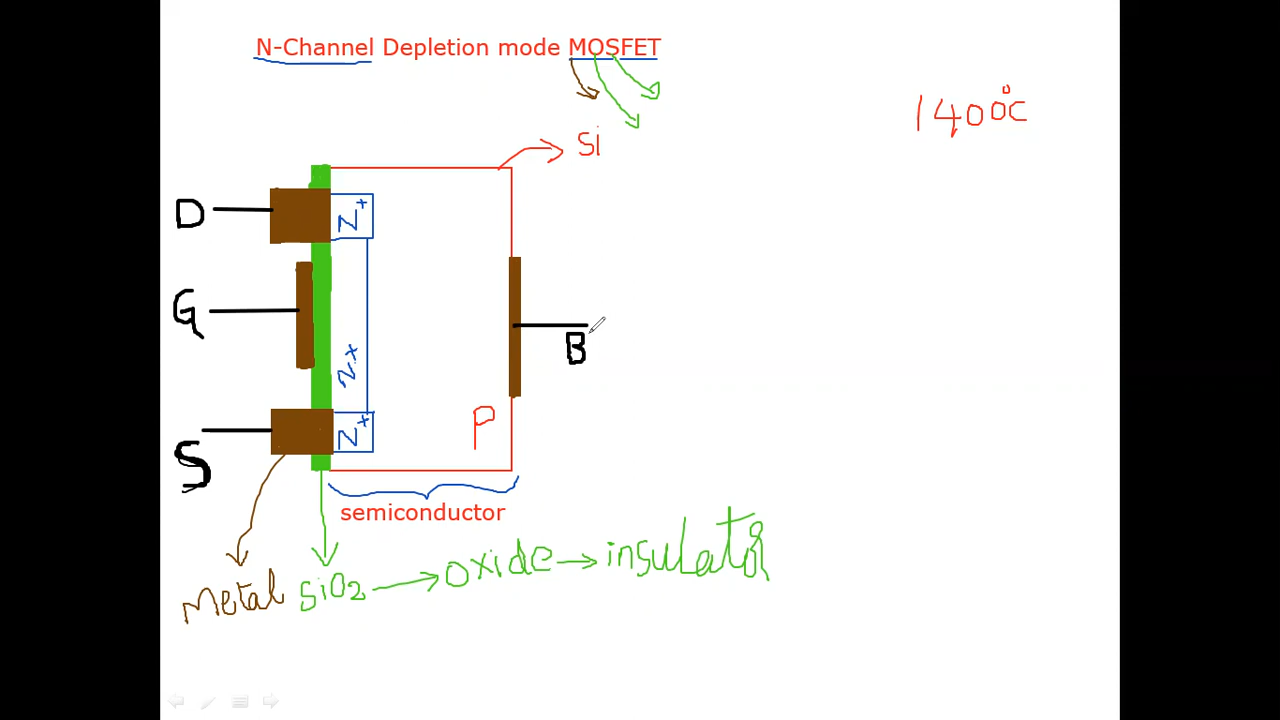 N-Channel Depletion mode MOSFET
1400°C
Si
D
N+
G
B
N
S
N+
P
semiconductor
Metal SiO2 → oxide → insulator